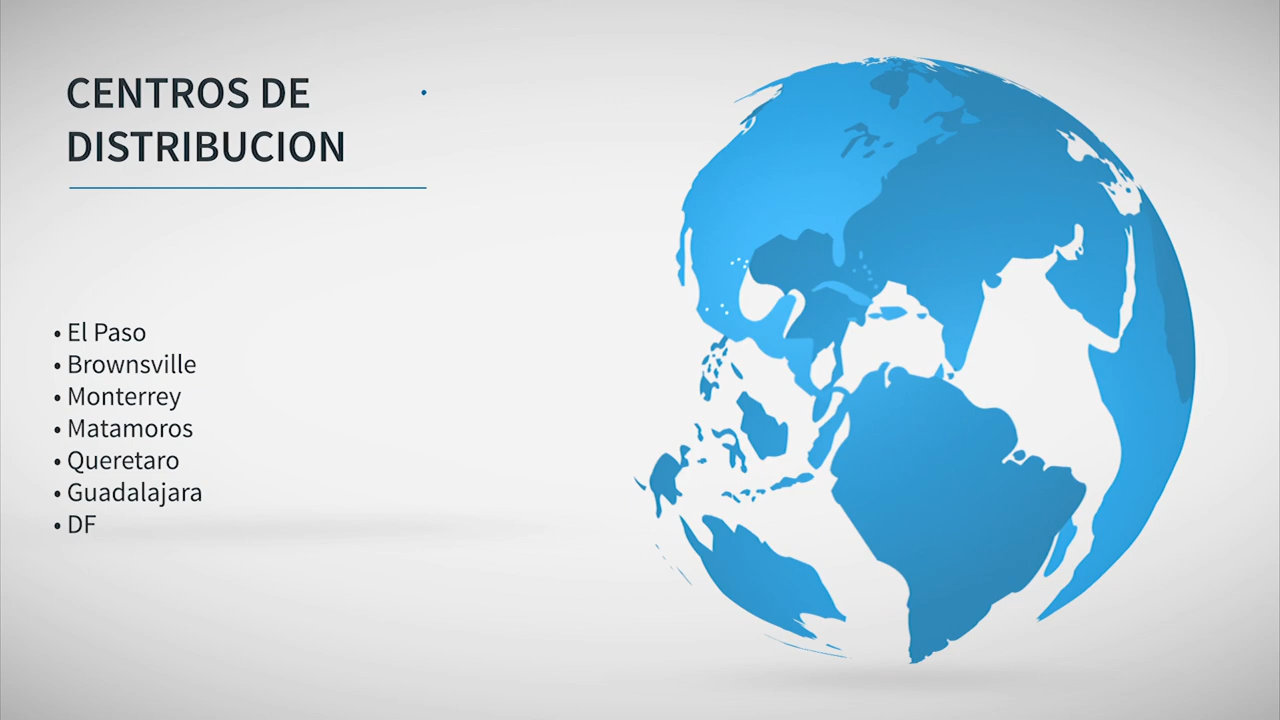 CENTROS DE
DISTRIBUCION
• El Paso
• Brownsville
• Monterrey
• Matamoros
• Queretaro
• Guadalajara
• DF